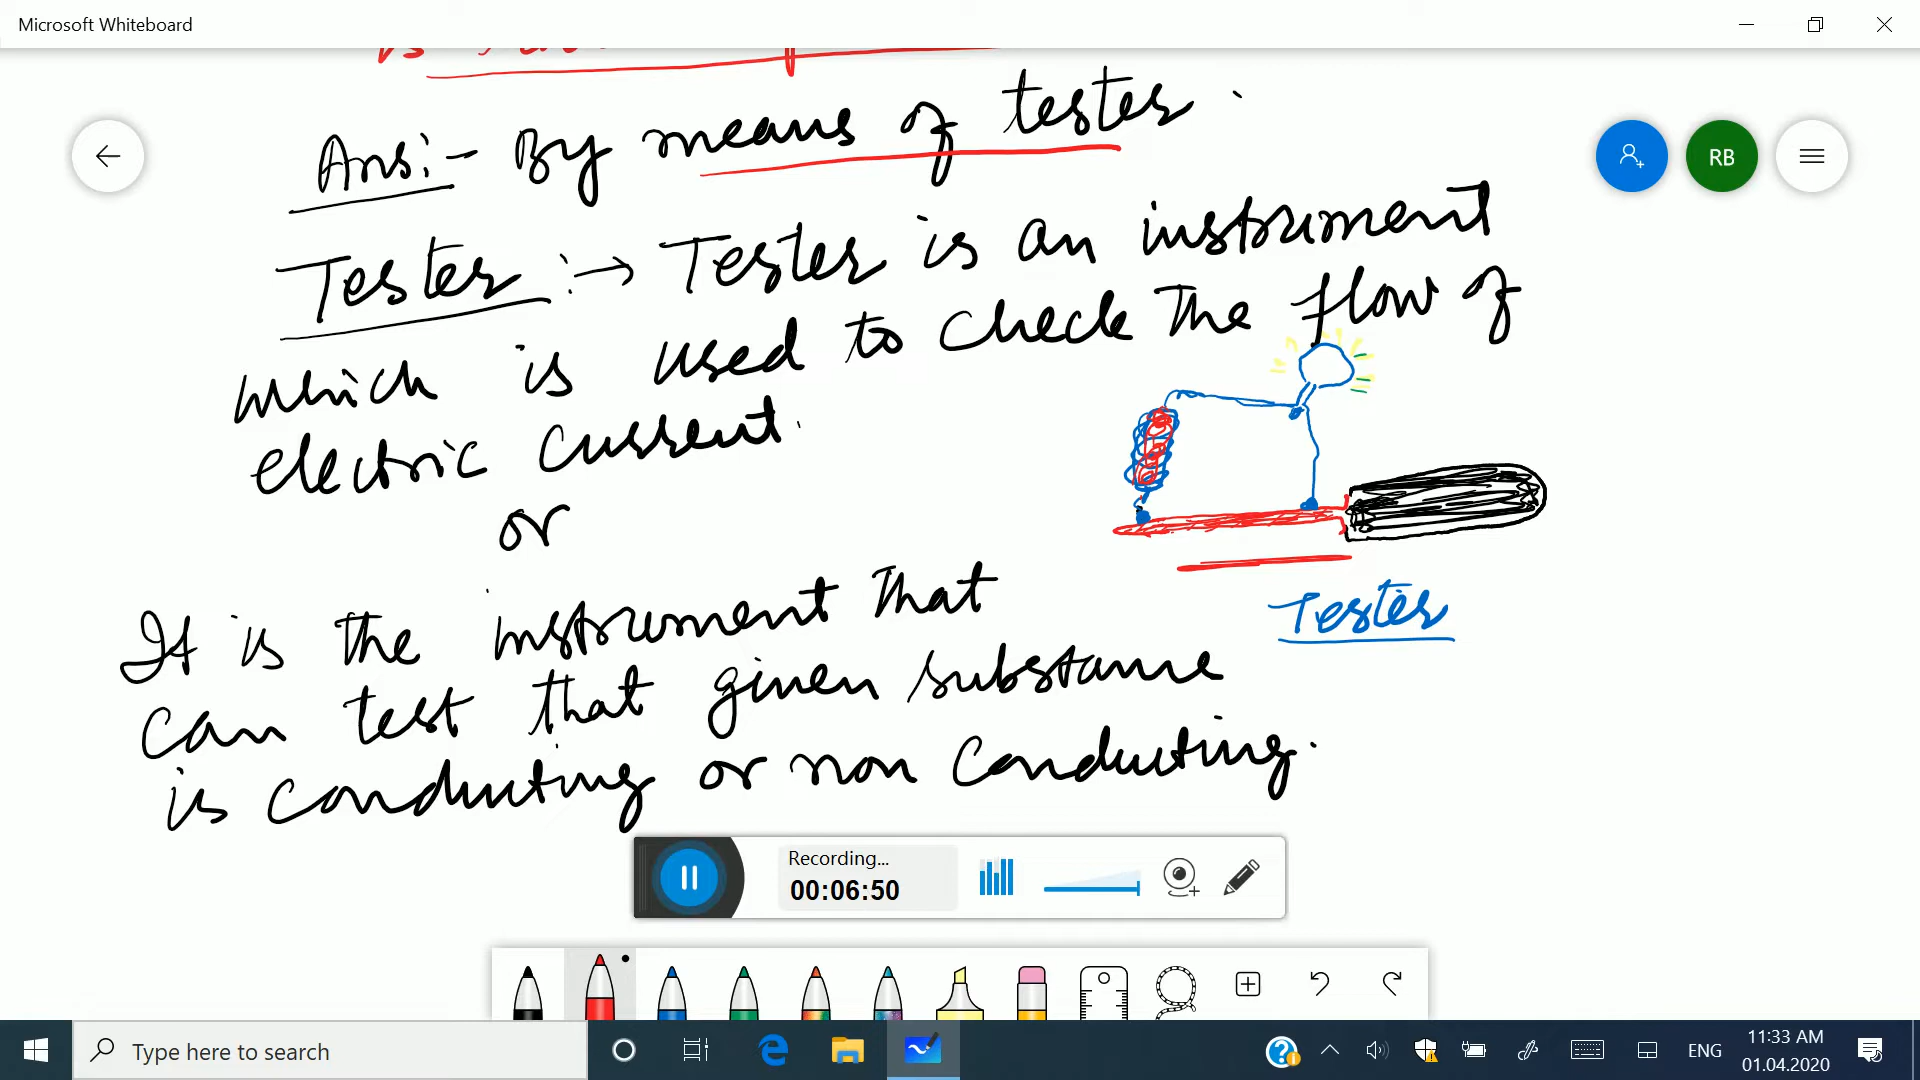 Microsoft Whiteboard
is
Ans:- By means of tester.
RB
Tester :→ Tester is an instrument
which is used to check the flow of
electric current.
or
Tester
It is the instrument that
can test that given substance
is conducting or non conducting.
Recording...
00:06:50
Type here to search
ENG
11:33 AM
01.04.2020